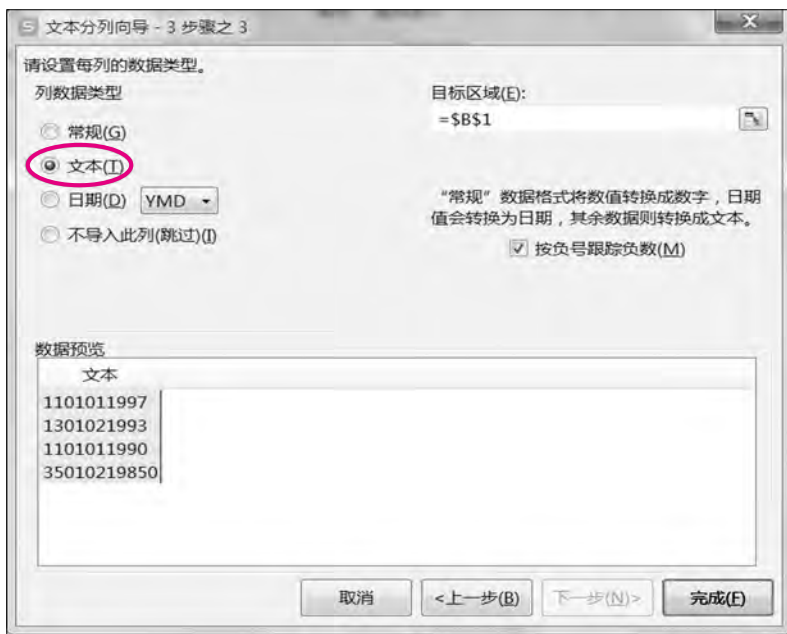 文本分列向导 - 3 步骤之 3
请设置每列的数据类型。
列数据类型
常规(G)
文本(T)
日期(D) YMD
不导入此列(跳过)(I)
目标区域(E):
=$B$1
“常规”数据格式将数值转换成数字，日期
值会转换为日期，其余数据则转换成文本。
按负号跟踪负数(M)
数据预览
文本
1101011997
1301021993
1101011990
35010219850
取消
<上一步(B)
下一步(N)>
完成(F)